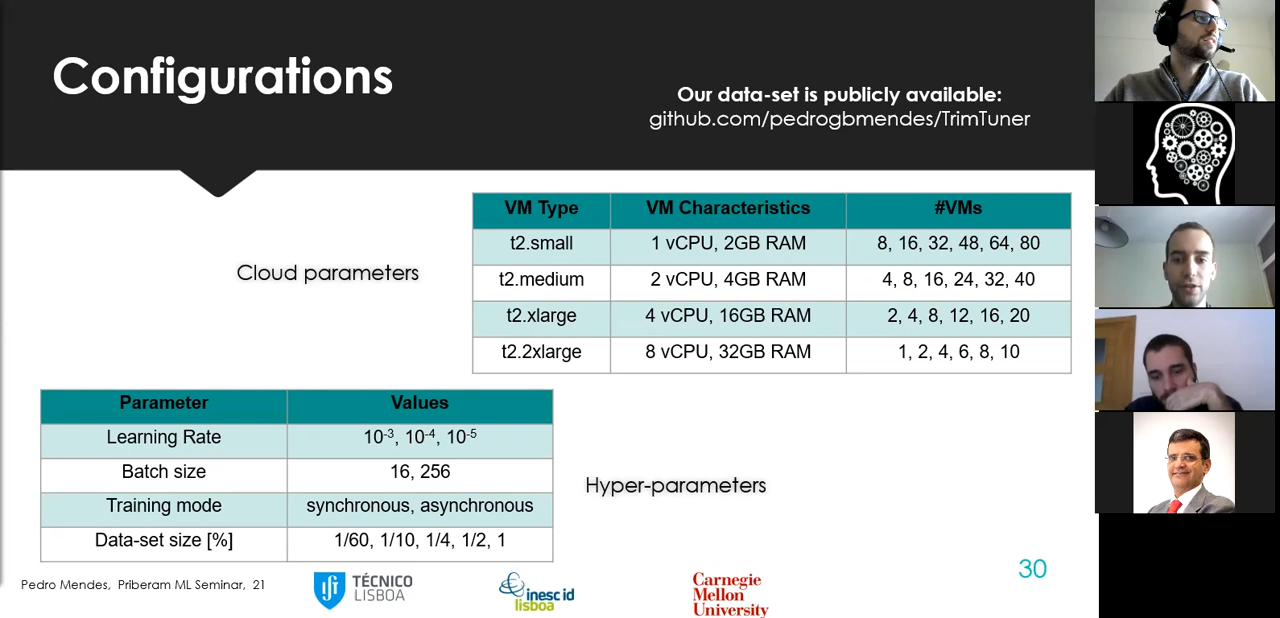 Configurations
Our data-set is publicly available:
github.com/pedrogbmendes/TrimTuner
VM Type VM Characteristics #VMs
t2.small 1 vCPU, 2GB RAM 8, 16, 32, 48, 64, 80
t2.medium 2 vCPU, 4GB RAM 4, 8, 16, 24, 32, 40
t2.xlarge 4 vCPU, 16GB RAM 2, 4, 8, 12, 16, 20
t2.2xlarge 8 vCPU, 32GB RAM 1, 2, 4, 6, 8, 10
Cloud parameters
Parameter Values
Learning Rate 10⁻³, 10⁻⁴, 10⁻⁵
Batch size 16, 256
Training mode synchronous, asynchronous
Data-set size [%] 1/60, 1/10, 1/4, 1/2, 1
Hyper-parameters
Pedro Mendes, Priberam ML Seminar, 21
TÉCNICO
LISBOA
inesc id
lisboa
Carnegie
Mellon
University
30